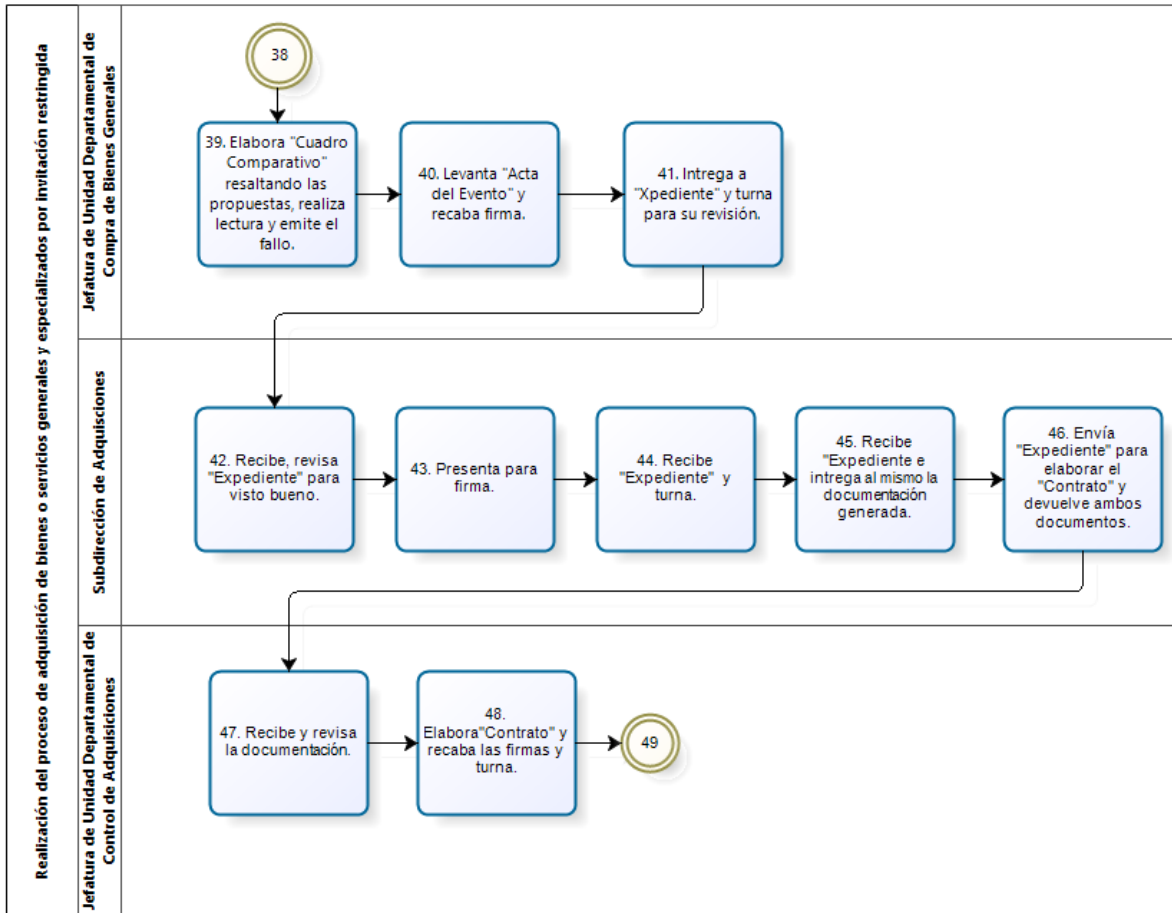 Realización del proceso de adquisición de bienes o servicios generales y especializados por invitación restringida
Jefatura de Unidad Departamental de
Compra de Bienes Generales
38
39. Elabora "Cuadro
Comparativo"
resaltando las
propuestas, realiza
lectura y emite el
fallo.
40. Levanta "Acta
del Evento" y
recaba firma.
41. Intrega a
"Xpediente" y turna
para su revisión.
Subdirección de Adquisciones
42. Recibe, revisa
"Expediente" para
visto bueno.
43. Presenta para
firma.
44. Recibe
"Expediente" y
turna.
45. Recibe
"Expediente e
intrega al mismo la
documentación
generada.
46. Envía
"Expediente" para
elaborar el
"Contrato" y
devuelve ambos
documentos.
Jefatura de Unidad Departamental de
Control de Adquisiciones
47. Recibe y revisa
la documentación.
48.
Elabora"Contrato" y
recaba las firmas y
turna.
49